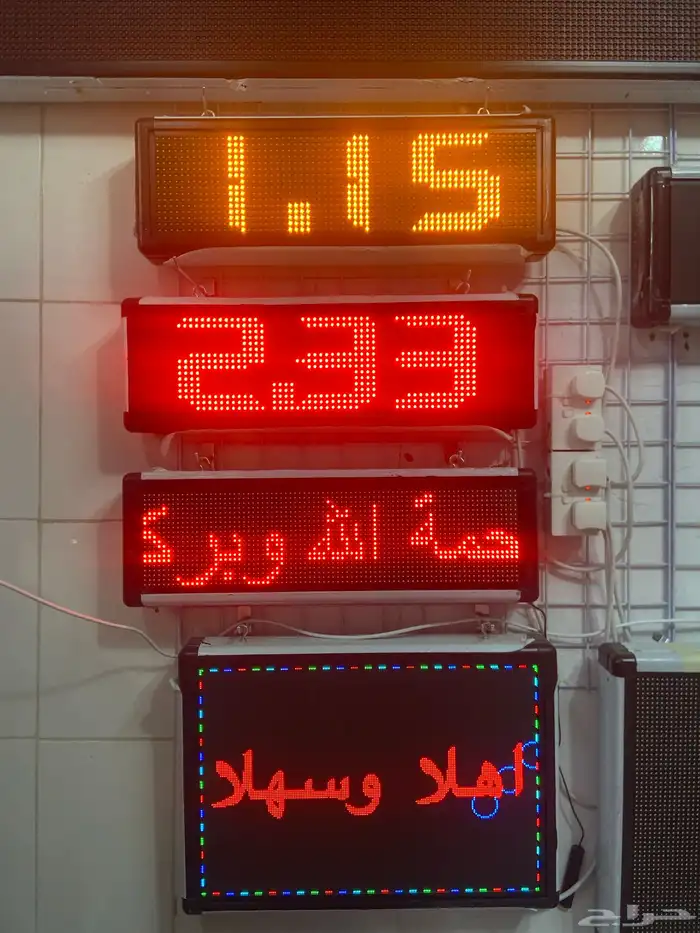 1.15
2.33
حمة الله وبرك
اهلا وسهلا
حراج